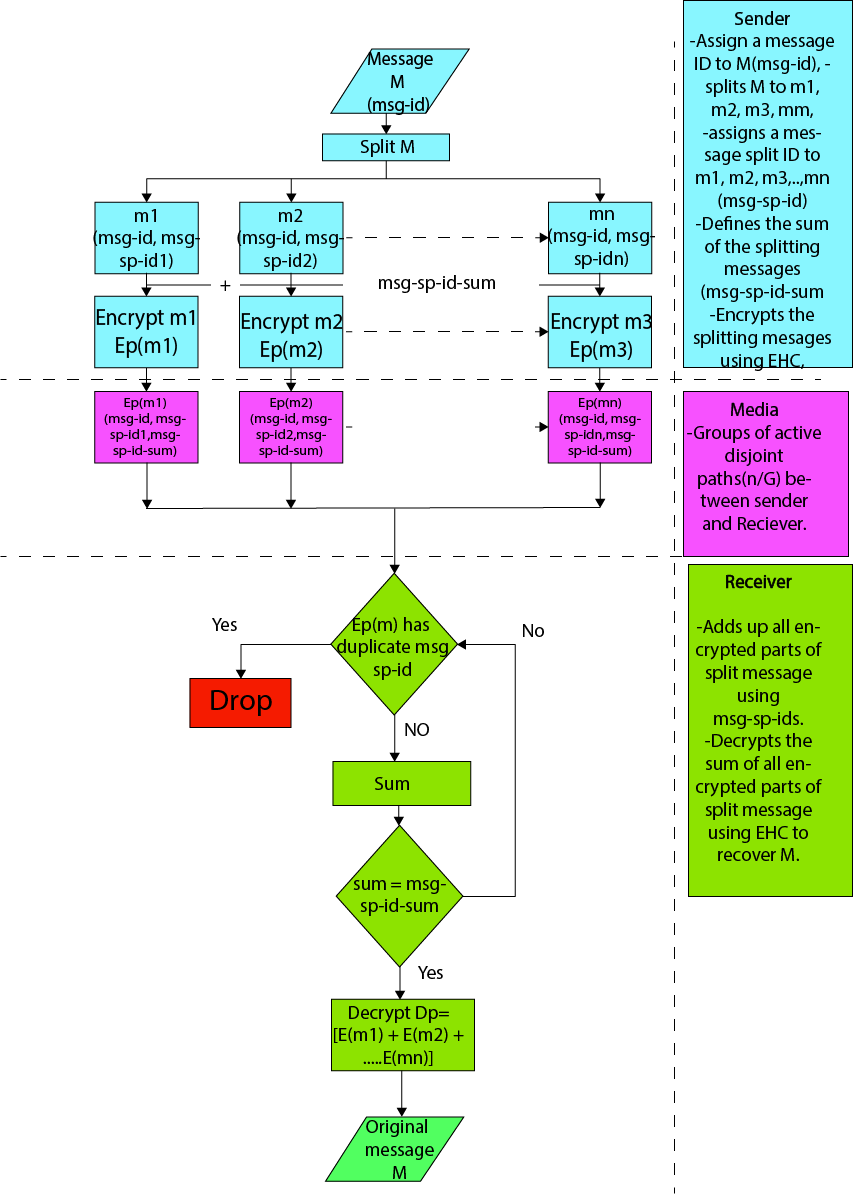 Message
M
(msg-id)
Split M
m1
(msg-id, msg-
sp-id1)
m2
(msg-id, msg-
sp-id2)
mn
(msg-id, msg-
sp-idn)
+
msg-sp-id-sum
Encrypt m1
Ep(m1)
Encrypt m2
Ep(m2)
Encrypt m3
Ep(m3)
Ep(m1)
(msg-id, msg-
sp-id1,msg-
sp-id-sum)
Ep(m2)
(msg-id, msg-
sp-id2,msg-
sp-id-sum)
Ep(mn)
(msg-id, msg-
sp-idn,msg-
sp-id-sum)
Ep(m) has
duplicate msg
sp-id
Yes
No
Drop
NO
Sum
sum = msg-
sp-id-sum
Yes
Decrypt Dp=
[E(m1) + E(m2) +
.....E(mn)]
Original
message
M
Sender
-Assign a message
ID to M(msg-id), -
splits M to m1,
m2, m3, mm,
-assigns a mes-
sage split ID to
m1, m2, m3,..,mn
(msg-sp-id)
-Defines the sum
of the splitting
messages
(msg-sp-id-sum
-Encrypts the
splitting mesages
using EHC,
Media
-Groups of active
disjoint
paths(n/G) be-
tween sender
and Reciever.
Receiver
-Adds up all en-
crypted parts of
split message
using
msg-sp-ids.
-Decrypts the
sum of all en-
crypted parts of
split message
using EHC to
recover M.